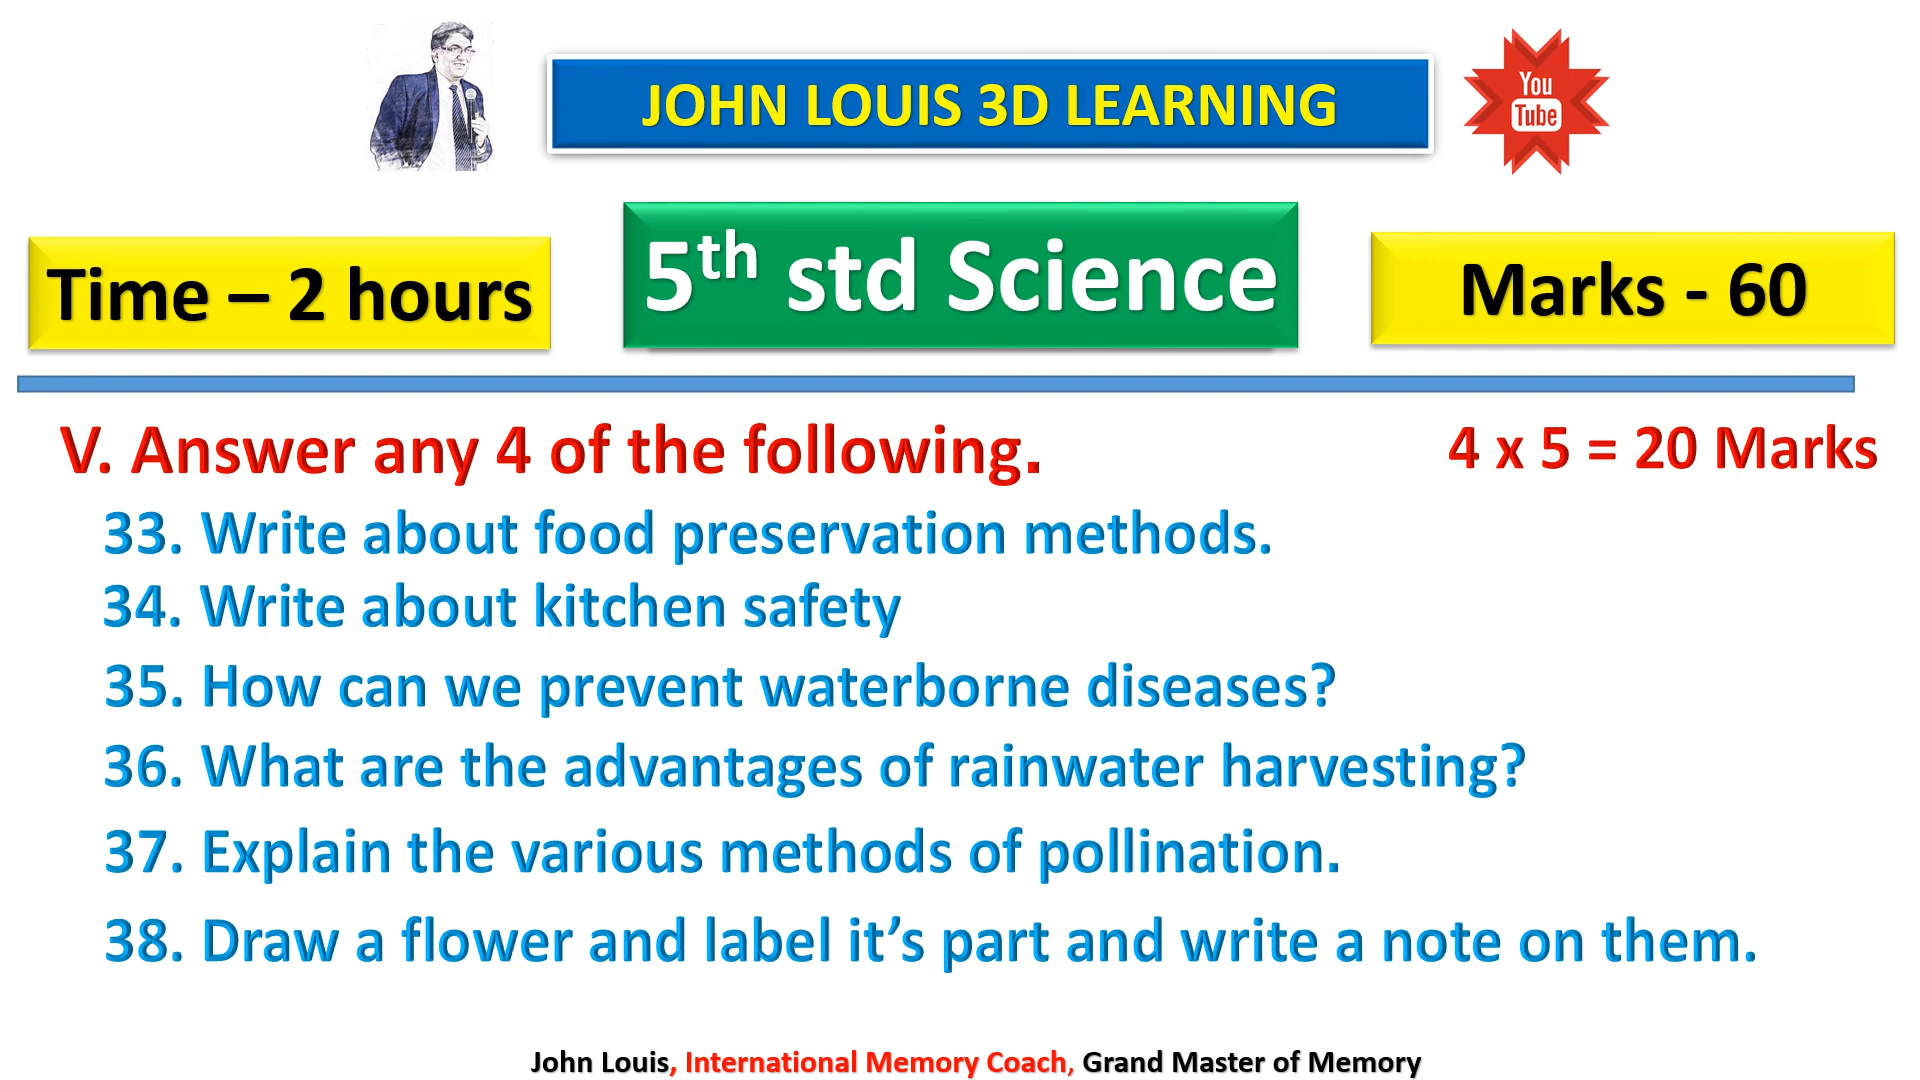 JOHN LOUIS 3D LEARNING
You
Tube
Time – 2 hours
5th std Science
Marks - 60
V. Answer any 4 of the following.
4 x 5 = 20 Marks
33. Write about food preservation methods.
34. Write about kitchen safety
35. How can we prevent waterborne diseases?
36. What are the advantages of rainwater harvesting?
37. Explain the various methods of pollination.
38. Draw a flower and label it’s part and write a note on them.
John Louis, International Memory Coach, Grand Master of Memory